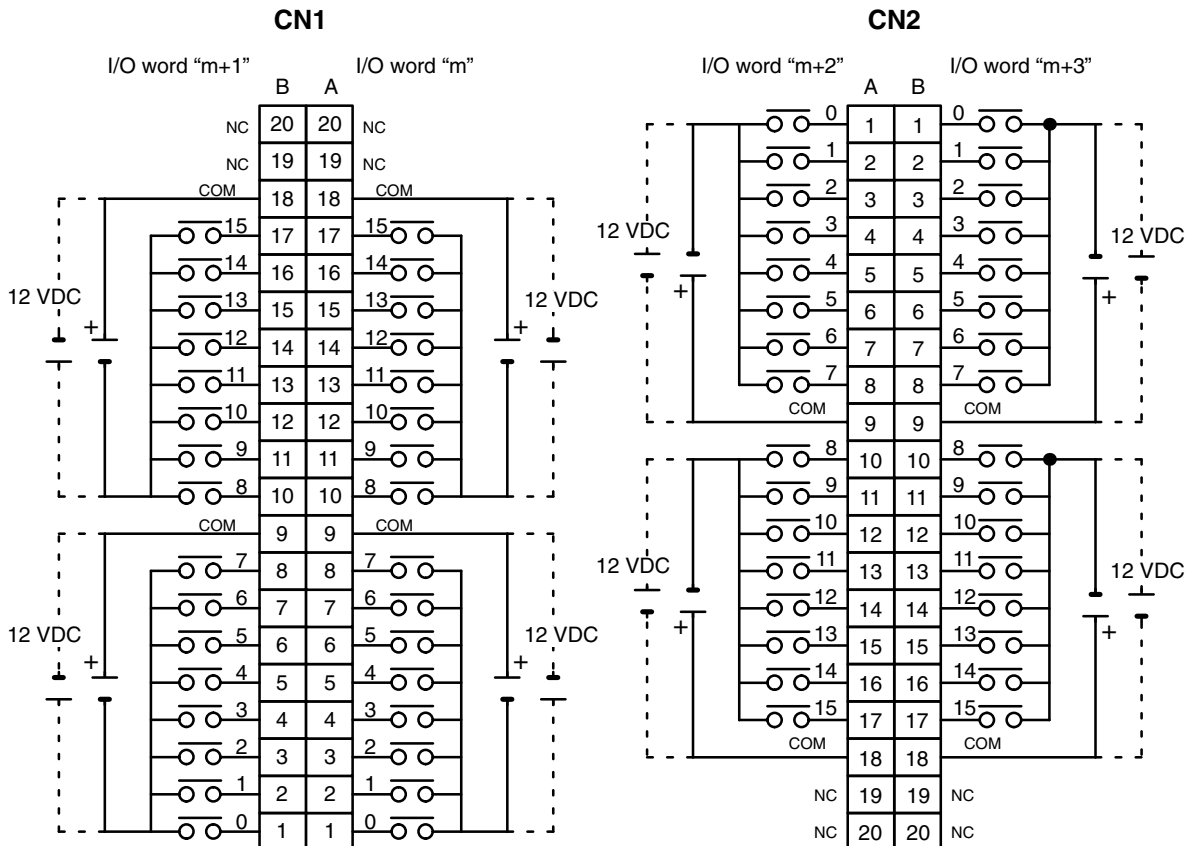 CN1 CN2
I/O word “m+1” I/O word “m” I/O word “m+2” I/O word “m+3”
B A A B
NC 20 20 NC 0 1 1 0
NC 19 19 NC 1 2 2 1
COM 18 18 COM 2 3 3 2
15 17 17 15 12 VDC 3 4 4 3 12 VDC
14 16 16 14 + 4 5 5 4 +
12 VDC 13 15 15 13 12 VDC 5 6 6 5
+ 12 14 14 12 + 6 7 7 6
11 13 13 11 7 8 8 7
10 12 12 10 COM 9 9 COM
9 11 11 9 8 10 10 8
8 10 10 8 9 11 11 9
COM 9 9 COM 10 12 12 10
7 8 8 7 12 VDC 11 13 13 11 12 VDC
6 7 7 6 12 14 14 12
12 VDC 5 6 6 5 12 VDC + 13 15 15 13 +
+ 4 5 5 4 + 14 16 16 14
3 4 4 3 15 17 17 15
2 3 3 2 COM 18 18 COM
1 2 2 1 NC 19 19 NC
0 1 1 0 NC 20 20 NC